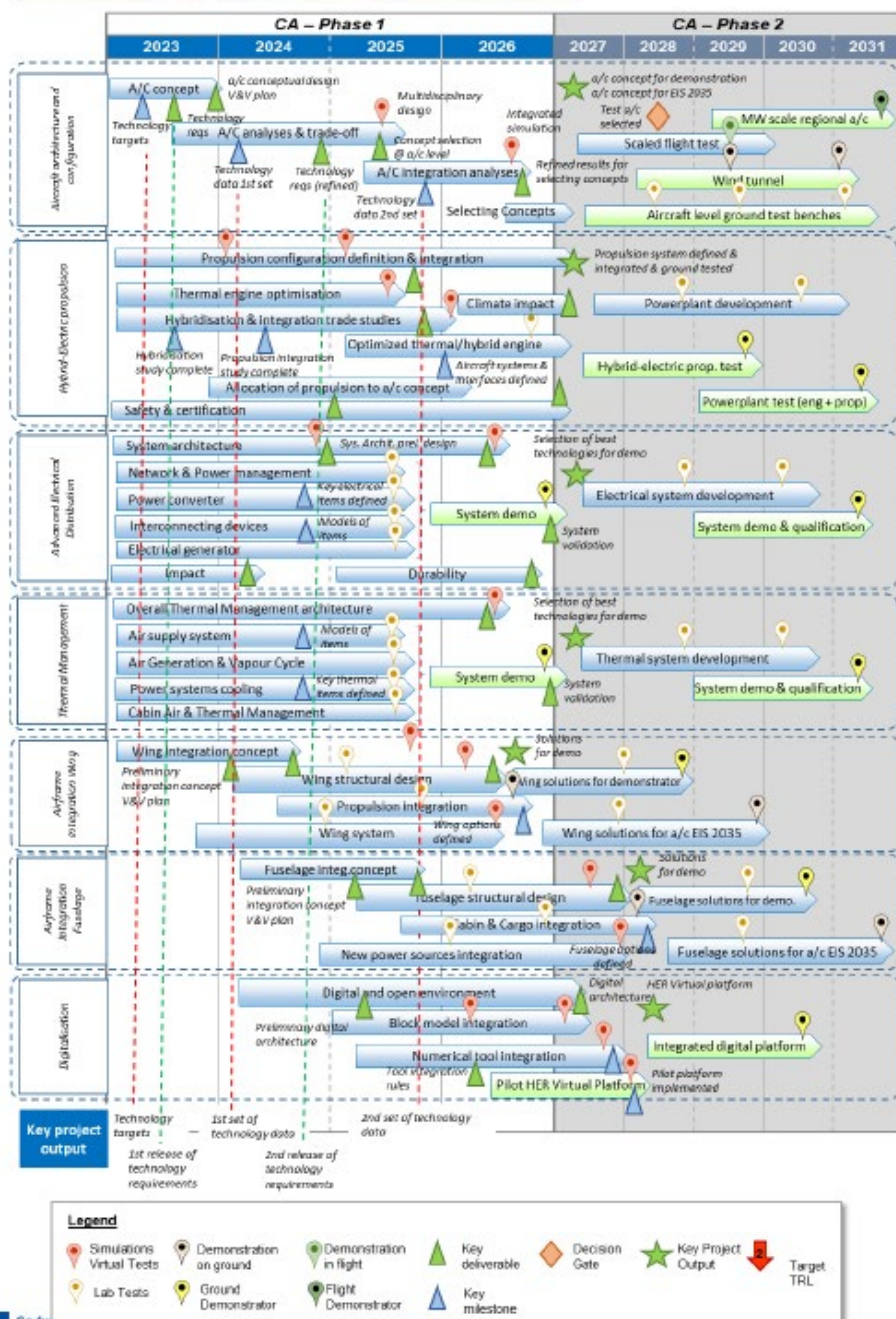 CA – Phase 1
CA – Phase 2
2023
2024
2025
2026
2027
2028
2029
2030
2031
Aircraft architecture and
configuration
A/C concept
a/c conceptual design
V&V plan
Technology
targets
Technology
reqs
A/C analyses & trade-off
Multidisciplinary
design
Technology
data 1st set
Technology
reqs (refined)
Concept selection
@ a/c level
Integrated
simulation
A/C integration analyses
Technology
data 2nd set
Refined results for
selecting concepts
Selecting Concepts
a/c concept for demonstration
a/c concept for EIS 2035
Test a/c
selected
MW scale regional a/c
Scaled flight test
Wind tunnel
Aircraft level ground test benches
Hybrid-Electric propulsion
Propulsion configuration definition & integration
Propulsion system defined &
integrated & ground tested
Thermal engine optimisation
Climate impact
Powerplant development
Hybridisation & integration trade studies
Optimized thermal/hybrid engine
Hybridisation
study complete
Propulsion integration
study complete
Aircraft systems &
interfaces defined
Hybrid-electric prop. test
Allocation of propulsion to a/c concept
Powerplant test (eng + prop)
Safety & certification
Advanced Electrical
Distribution
System architecture
Sys. Archit. prel. design
Selection of best
technologies for demo
Network & Power management
Power converter
Key electrical
items defined
Electrical system development
System demo
System demo & qualification
Interconnecting devices
Models of
items
System
validation
Electrical generator
Impact
Durability
Thermal Management
Overall Thermal Management architecture
Selection of best
technologies for demo
Air supply system
Models of
items
Air Generation & Vapour Cycle
Thermal system development
System demo
Power systems cooling
Key thermal
items defined
System demo & qualification
System
validation
Cabin Air & Thermal Management
Airframe
Integration Wing
Wing integration concept
Solutions
for demo
Preliminary
integration concept
V&V plan
Wing structural design
Wing solutions for demonstrator
Propulsion integration
Wing system
Wing options
defined
Wing solutions for a/c EIS 2035
Airframe
Integration
Fuselage
Fuselage integ.concept
Solutions
for demo
Preliminary
integration concept
V&V plan
Fuselage structural design
Fuselage solutions for demo.
Cabin & Cargo integration
New power sources integration
Fuselage options
defined
Fuselage solutions for a/c EIS 2035
Digitalisation
Digital and open environment
Digital
architecture
HER Virtual platform
Preliminary digital
architecture
Block model integration
Integrated digital platform
Numerical tool integration
Tool integration
rules
Pilot HER Virtual Platform
Pilot platform
implemented
Key project
output
Technology
targets
1st set of
technology data
2nd set of technology
data
1st release of
technology
requirements
2nd release of
technology
requirements
Legend
Simulations
Virtual Tests
Demonstration
on ground
Demonstration
in flight
Key
deliverable
Decision
Gate
Key Project
Output
2
Target
TRL
Lab Tests
Ground
Demonstrator
Flight
Demonstrator
Key
milestone